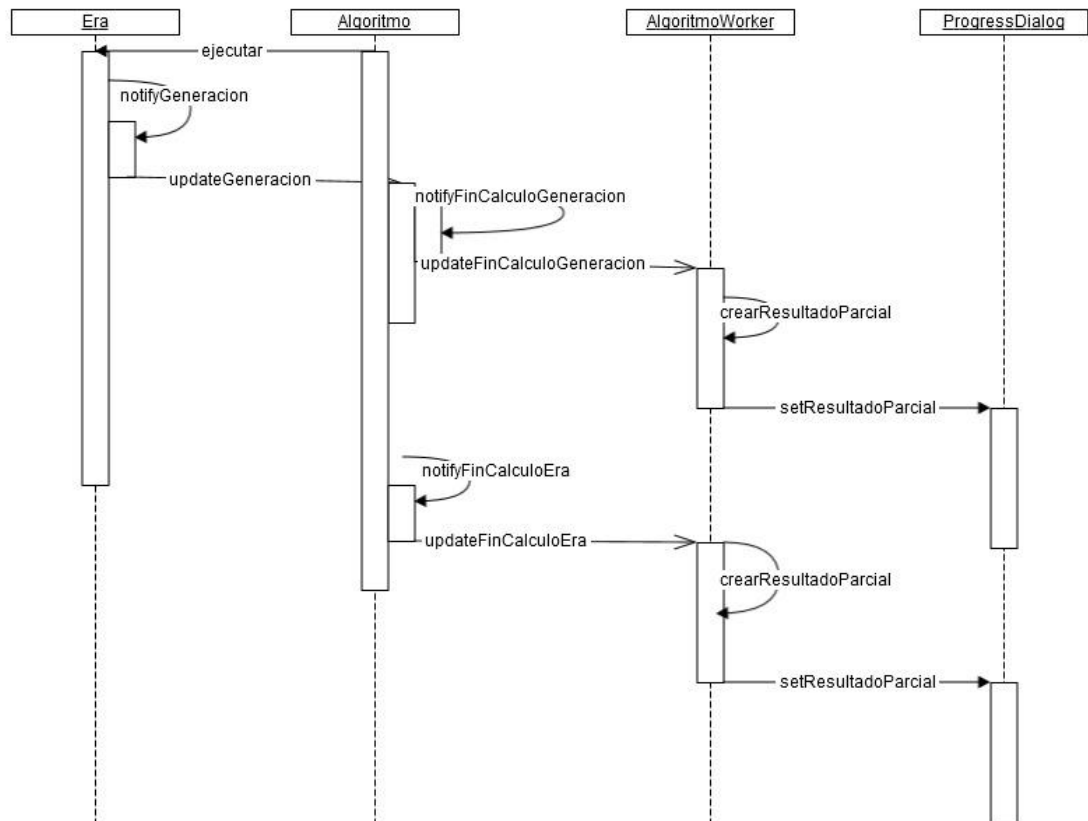 Era
Algoritmo
AlgoritmoWorker
ProgressDialog
ejecutar
notifyGeneracion
updateGeneracion
notifyFinCalculoGeneracion
updateFinCalculoGeneracion
crearResultadoParcial
setResultadoParcial
notifyFinCalculoEra
updateFinCalculoEra
crearResultadoParcial
setResultadoParcial